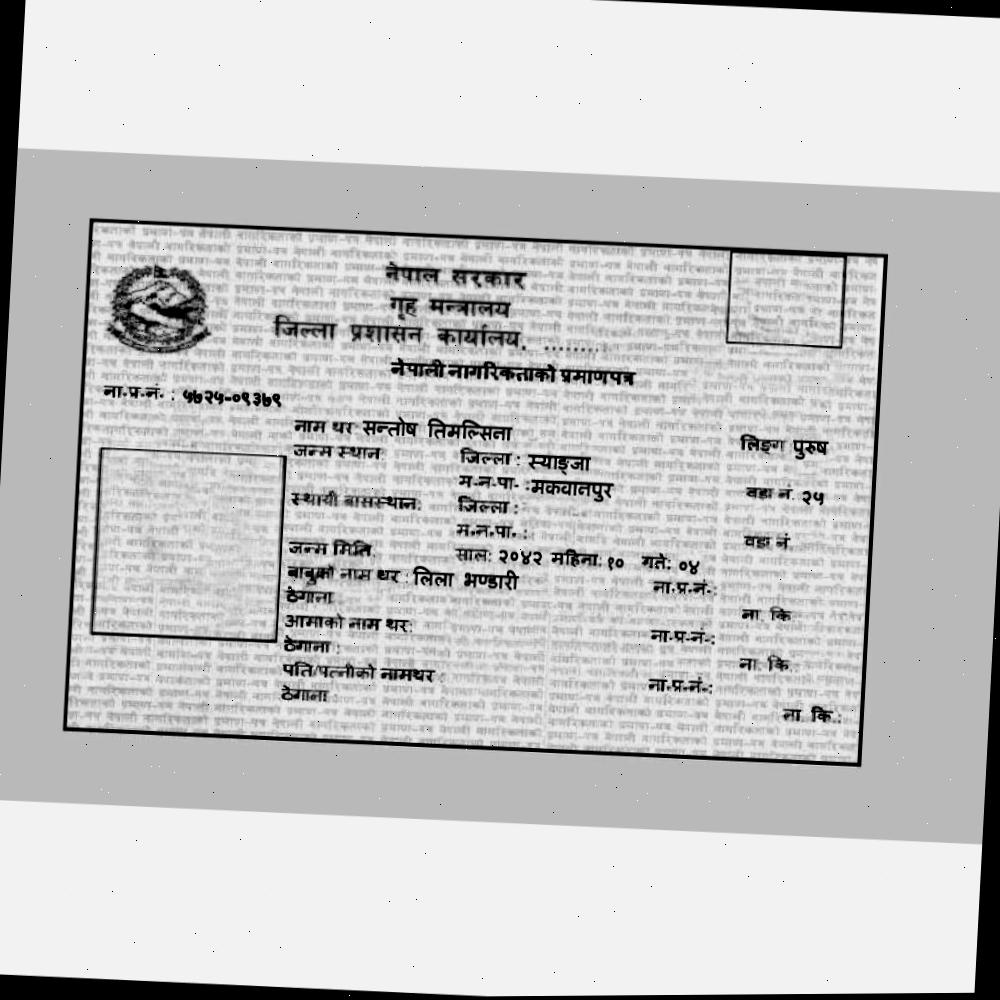 नेपाल सरकार
गृह मन्त्रालय
जिल्ला प्रशासन कार्यालय. .........
नेपाली नागरिकताको प्रमाणपत्र
ना.प्र.नं. : ५७२५-०९३७९
नाम थर सन्तोष तिमल्सिना लिङ्ग पुरुष
जन्म स्थान जिल्ला : स्याङ्जा
म.न.पा. :मकवानपुर वडा नं. २५
स्थायी बासस्थान: जिल्ला :
म.न.पा. : वडा नं
जन्म मिति. साल: २०४२ महिना: १० गते: ०४
बाबुको नाम थर : लिला भण्डारी ना.प्र.नं.:
ठेगाना : ना. कि.
आमाको नाम थर: ना.प्र.नं.:
ठेगाना : ना. कि.
पति/पत्नीको नामथर : ना.प्र.नं.:
ठेगाना ना. कि.: